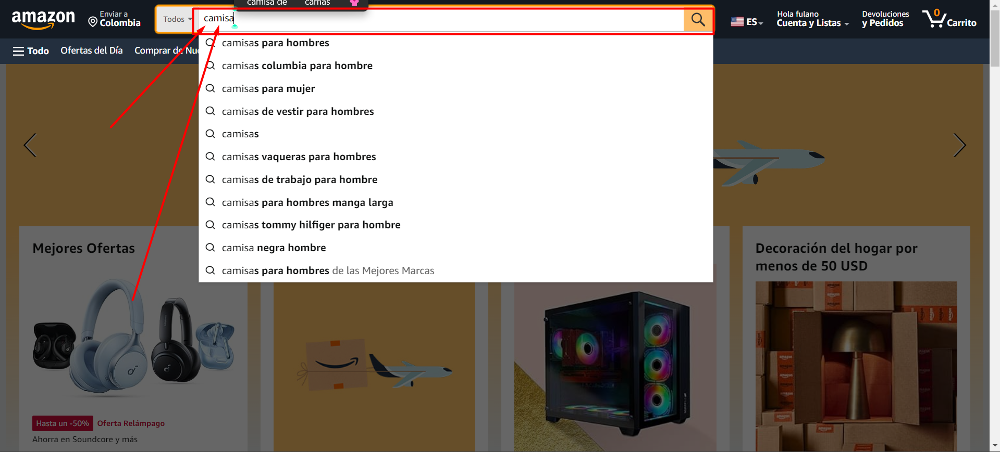 camisa de camas
amazon
Enviar a
Colombia
Todos
camisa
ES
Hola fulano
Cuenta y Listas
Devoluciones
y Pedidos
0
Carrito
Todo Ofertas del Día Comprar de Nu
camisas para hombres
camisas columbia para hombre
camisas para mujer
camisas de vestir para hombres
camisas
camisas vaqueras para hombres
camisas de trabajo para hombre
camisas para hombres manga larga
camisas tommy hilfiger para hombre
camisa negra hombre
camisas para hombres de las Mejores Marcas
Mejores Ofertas
Hasta un -50% Oferta Relámpago
Ahorra en Soundcore y más
Decoración del hogar por
menos de 50 USD